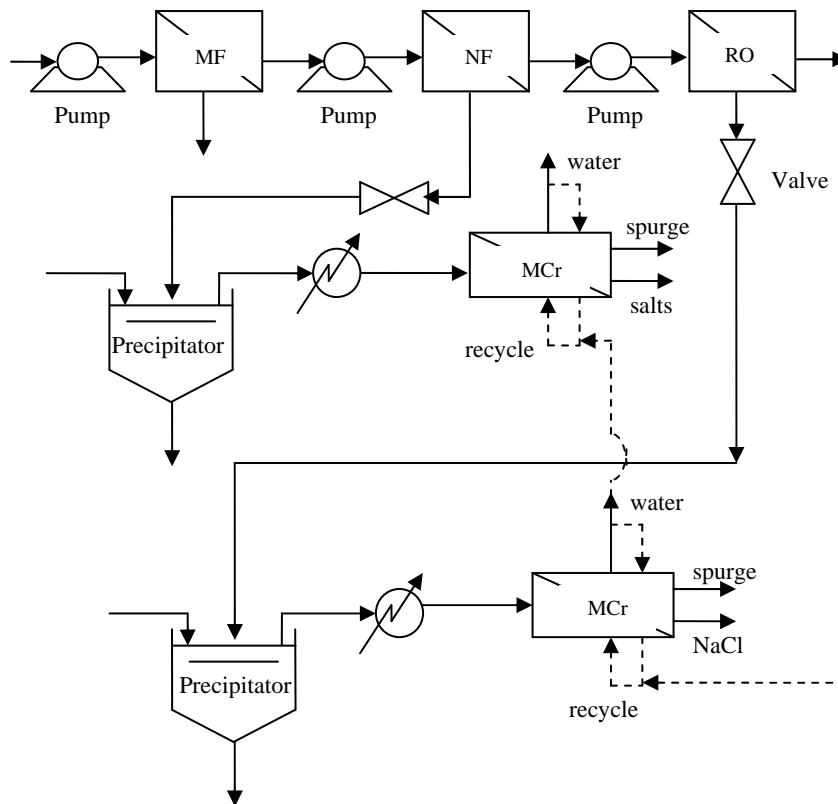 MF
NF
RO
Pump
Pump
Pump
water
Valve
spurge
MCr
salts
Precipitator
recycle
water
spurge
MCr
NaCl
Precipitator
recycle